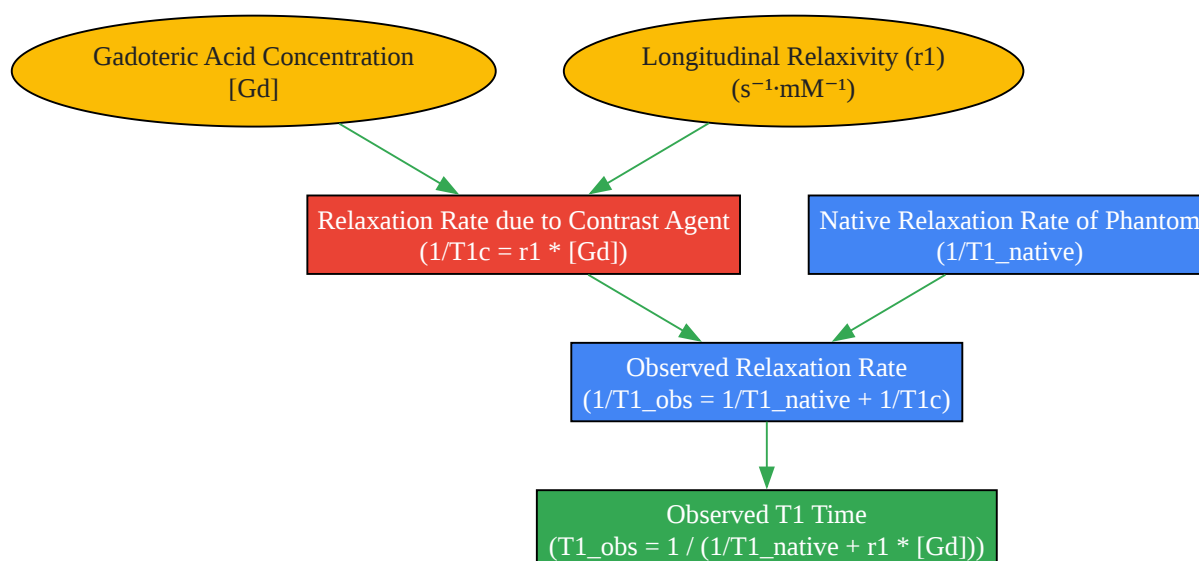 Gadoteric Acid Concentration
[Gd]
Longitudinal Relaxivity (r1)
(s⁻¹·mM⁻¹)
Relaxation Rate due to Contrast Agent
(1/T1c = r1 * [Gd])
Native Relaxation Rate of Phantom
(1/T1_native)
Observed Relaxation Rate
(1/T1_obs = 1/T1_native + 1/T1c)
Observed T1 Time
(T1_obs = 1 / (1/T1_native + r1 * [Gd]))